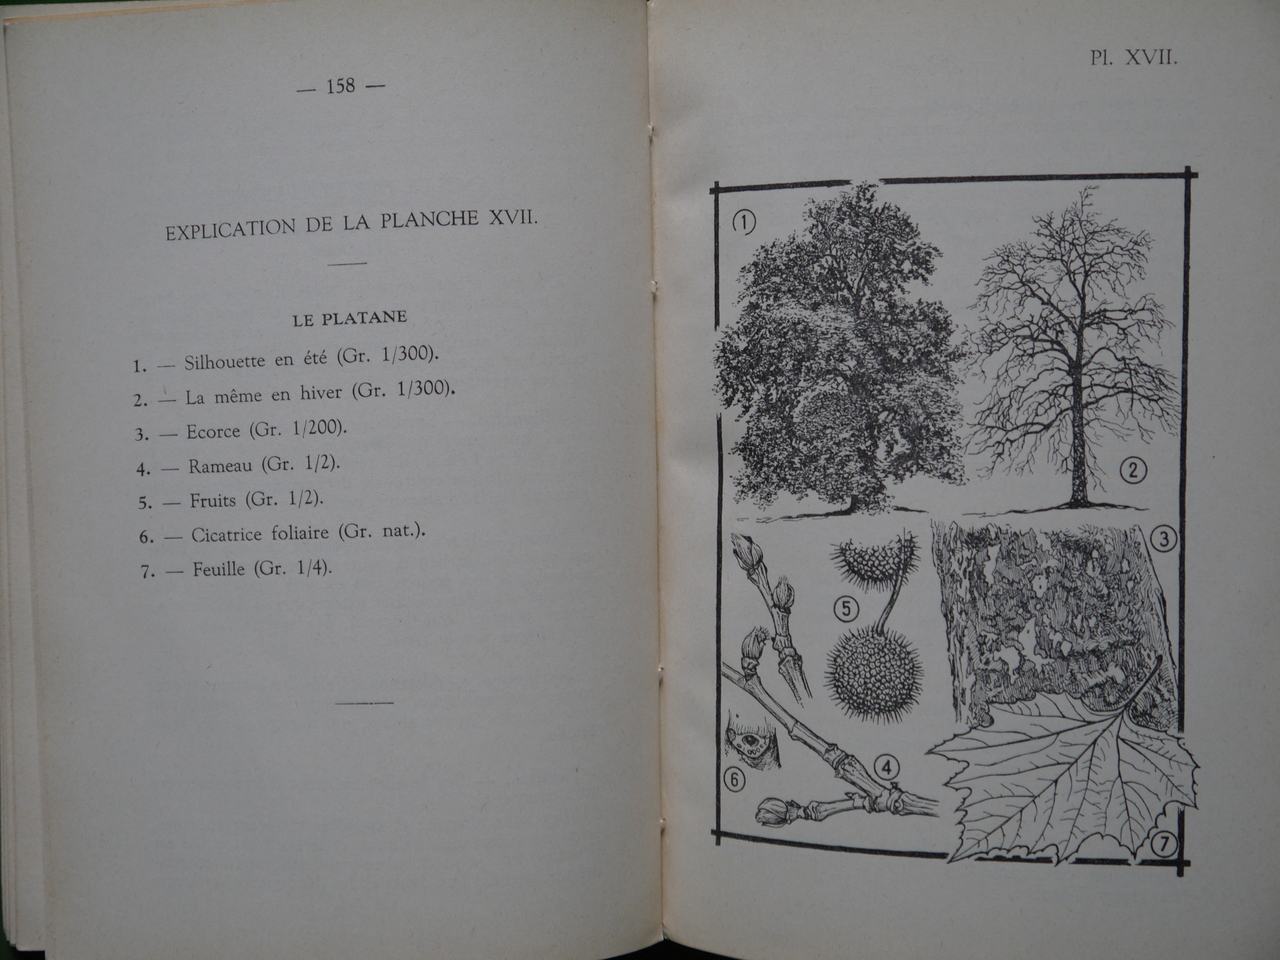 — 158 —
EXPLICATION DE LA PLANCHE XVII.
LE PLATANE
1. — Silhouette en été (Gr. 1/300).
2. — La même en hiver (Gr. 1/300).
3. — Ecorce (Gr. 1/200).
4. — Rameau (Gr. 1/2).
5. — Fruits (Gr. 1/2).
6. — Cicatrice foliaire (Gr. nat.).
7. — Feuille (Gr. 1/4).
Pl. XVII.
1
2
3
5
4
6
7